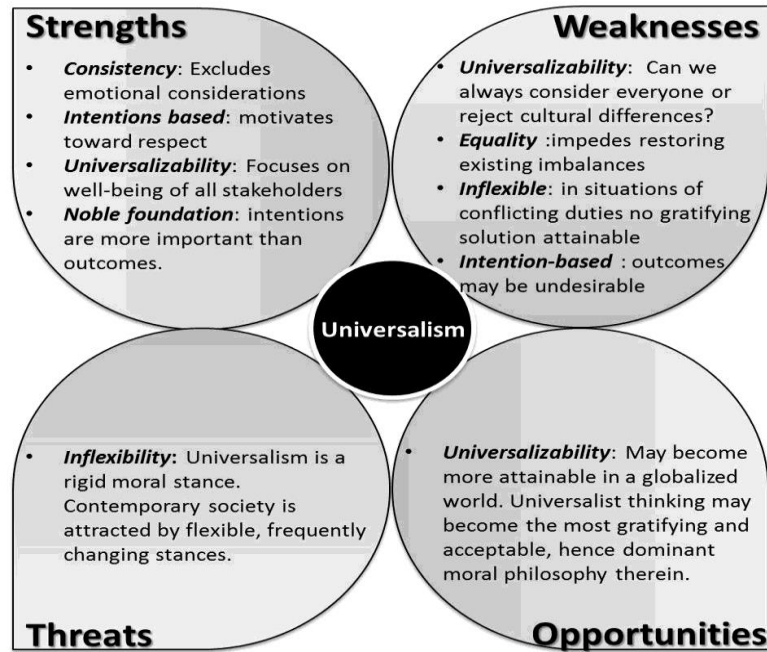 Strengths
• Consistency: Excludes
emotional considerations
• Intentions based: motivates
toward respect
• Universalizability: Focuses on
well-being of all stakeholders
• Noble foundation: intentions
are more important than
outcomes.
Weaknesses
• Universalizability: Can we
always consider everyone or
reject cultural differences?
• Equality :impedes restoring
existing imbalances
• Inflexible: in situations of
conflicting duties no gratifying
solution attainable
• Intention-based : outcomes
may be undesirable
Universalism
• Inflexibility: Universalism is a
rigid moral stance.
Contemporary society is
attracted by flexible, frequently
changing stances.
Threats
• Universalizability: May become
more attainable in a globalized
world. Universalist thinking may
become the most gratifying and
acceptable, hence dominant
moral philosophy therein.
Opportunities